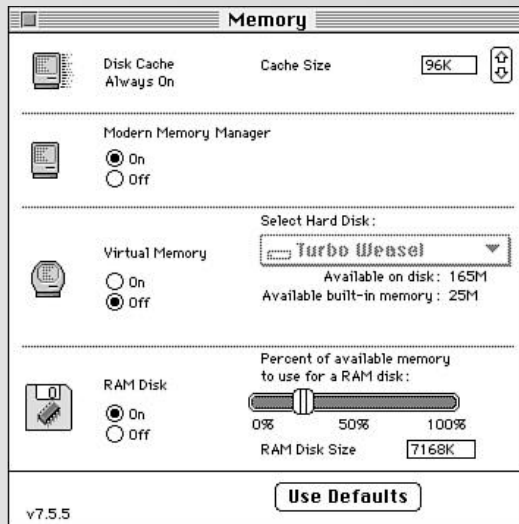 Memory
Disk Cache
Always On
Cache Size
96K
Modern Memory Manager
On
Off
Select Hard Disk:
Turbo Weasel
Virtual Memory
On
Off
Available on disk: 165M
Available built-in memory: 25M
Percent of available memory
to use for a RAM disk:
RAM Disk
On
Off
0% 50% 100%
RAM Disk Size 7168K
Use Defaults
v7.5.5